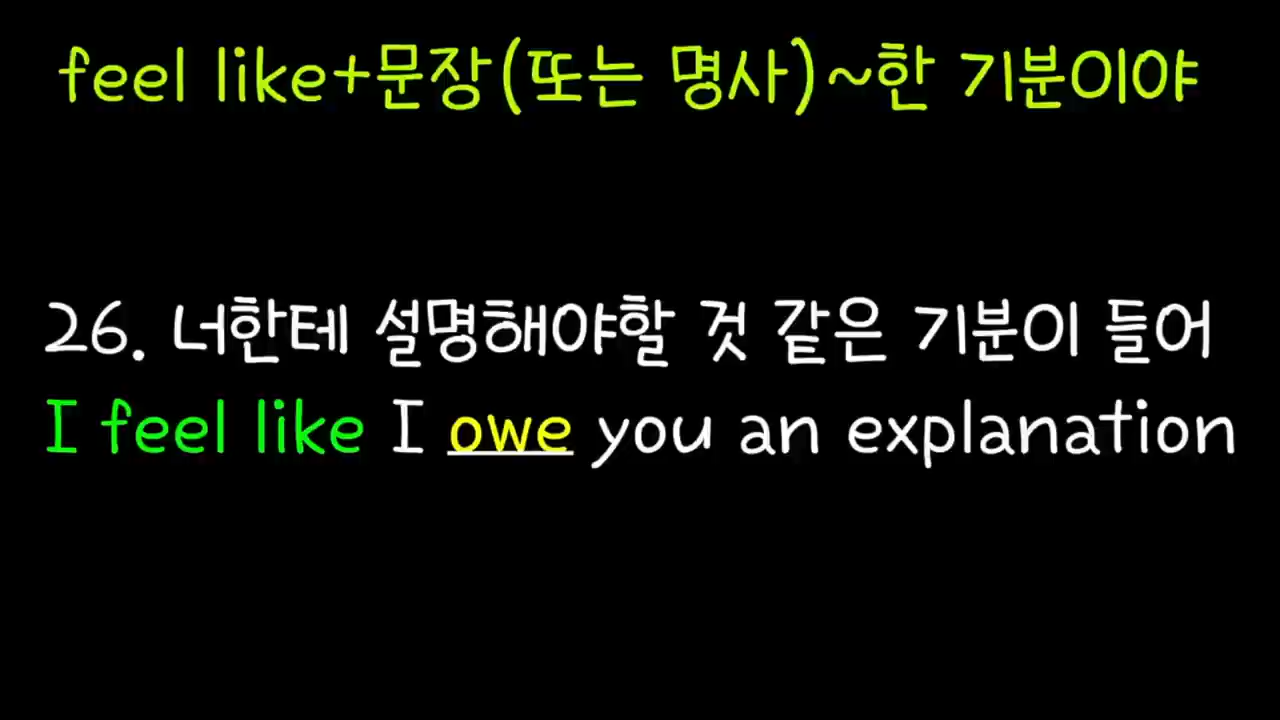 feel like+문장(또는 명사)~한 기분이야
26. 너한테 설명해야할 것 같은 기분이 들어
I feel like I owe you an explanation